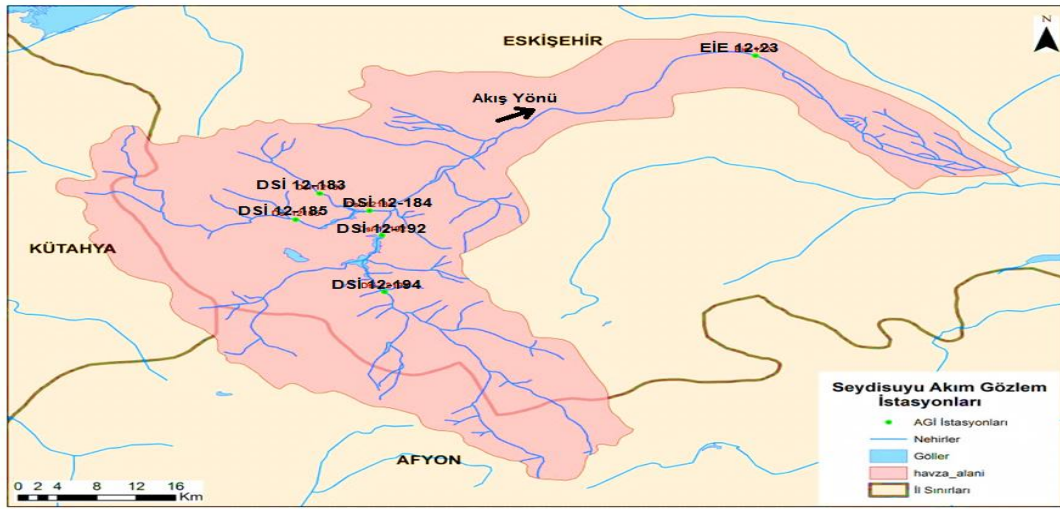 ESKİŞEHİR
EİE 12-23
N
Akış Yönü
DSİ 12-183
DSİ 12-184
DSİ 12-185
DSİ 12-192
KÜTAHYA
DSİ 12-194
AFYON
Seydisuyu Akım Gözlem
İstasyonları
AGİ İstasyonları
Nehirler
Göller
havza_alani
İl Sınırları
0 2 4 8 12 16
Km